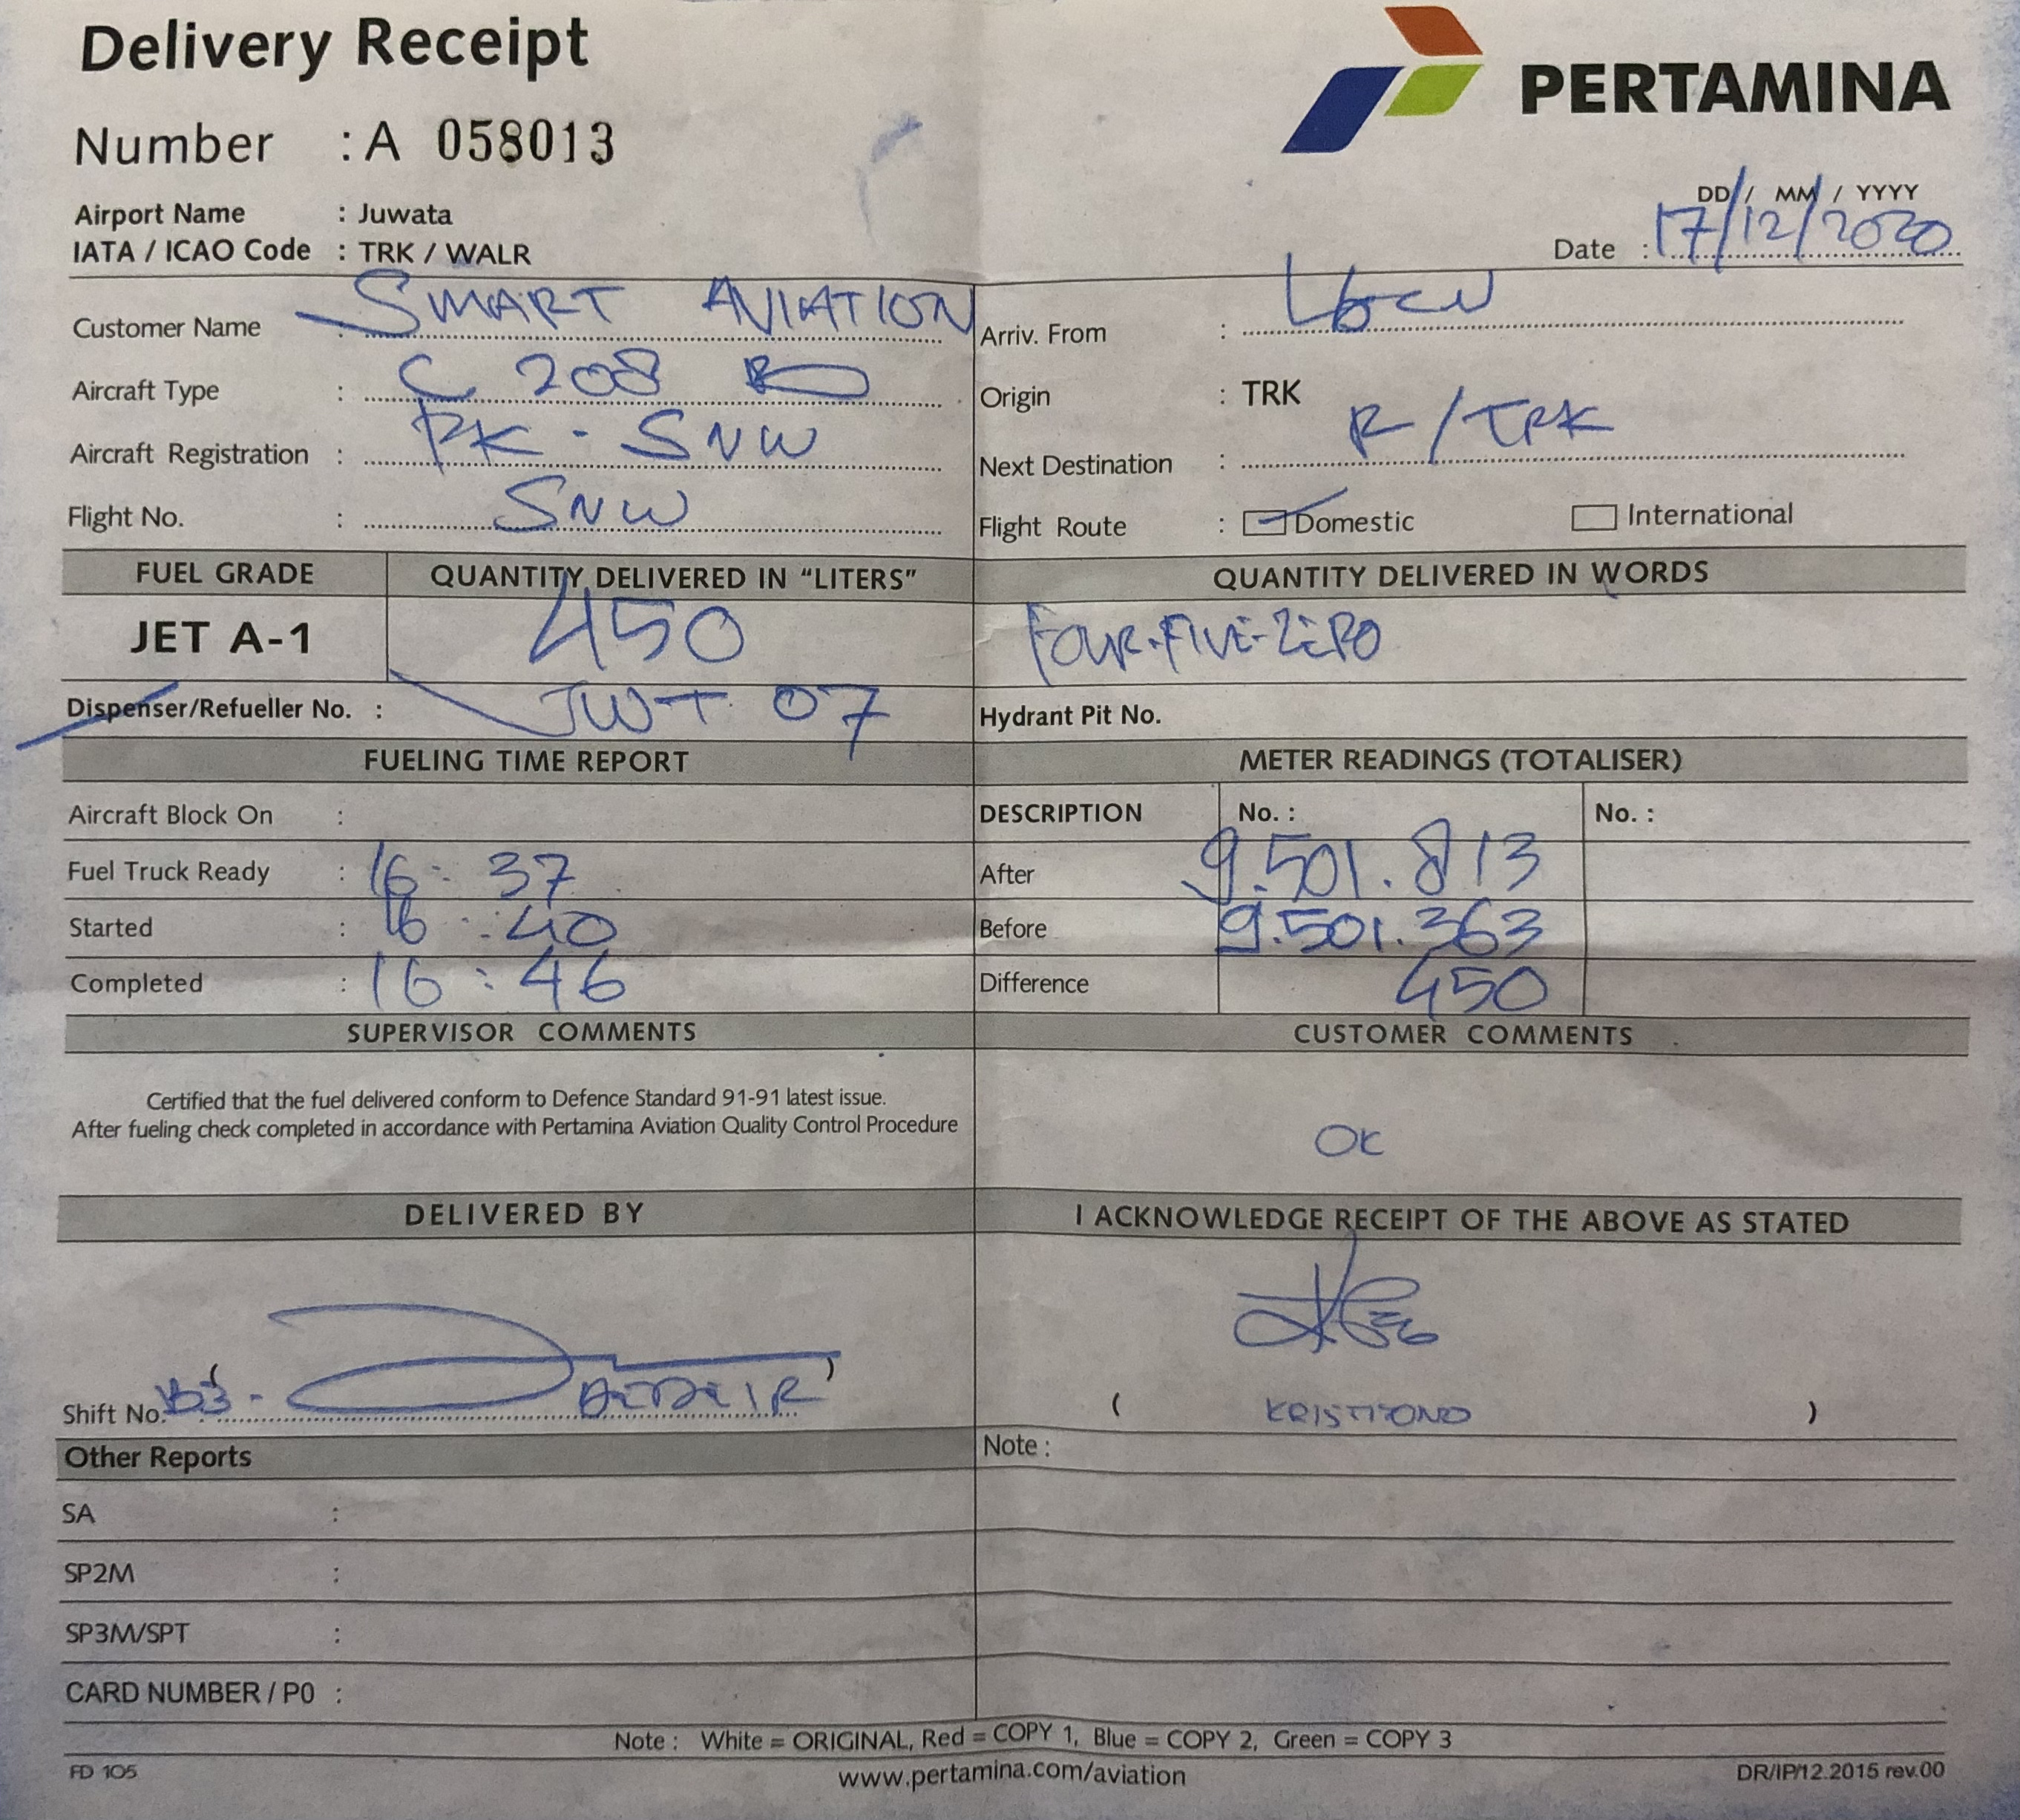 Delivery Receipt
PERTAMINA
Number : A 058013
DD / MM / YYYY
Airport Name : Juwata
IATA / ICAO Code : TRK / WALR
Date : 17/12/2020
Customer Name : SMART AVIATION
Arriv. From :
Aircraft Type : C 208 B
Origin : TRK
Aircraft Registration : PK - SNW
Next Destination : R/TRK
Flight No. : SNW
Flight Route : Domestic International
FUEL GRADE QUANTITY DELIVERED IN “LITERS” QUANTITY DELIVERED IN WORDS
JET A-1 450 FOUR-FIVE-ZERO
Dispenser/Refueller No. : JWT 07 Hydrant Pit No.
FUELING TIME REPORT METER READINGS (TOTALISER)
Aircraft Block On : DESCRIPTION No. : No. :
Fuel Truck Ready : 16 : 37 After 9.501.813
Started : 16 : 40 Before 9.501.363
Completed : 16 : 46 Difference 450
SUPERVISOR COMMENTS CUSTOMER COMMENTS
Certified that the fuel delivered conform to Defence Standard 91-91 latest issue.
After fueling check completed in accordance with Pertamina Aviation Quality Control Procedure
OK
DELIVERED BY I ACKNOWLEDGE RECEIPT OF THE ABOVE AS STATED
( )
Shift No. B3 -
( KRISTIONO )
Other Reports Note :
SA :
SP2M :
SP3M/SPT :
CARD NUMBER / P0 :
Note : White = ORIGINAL, Red = COPY 1, Blue = COPY 2, Green = COPY 3
FD 105 www.pertamina.com/aviation DR/IP/12.2015 rev.00